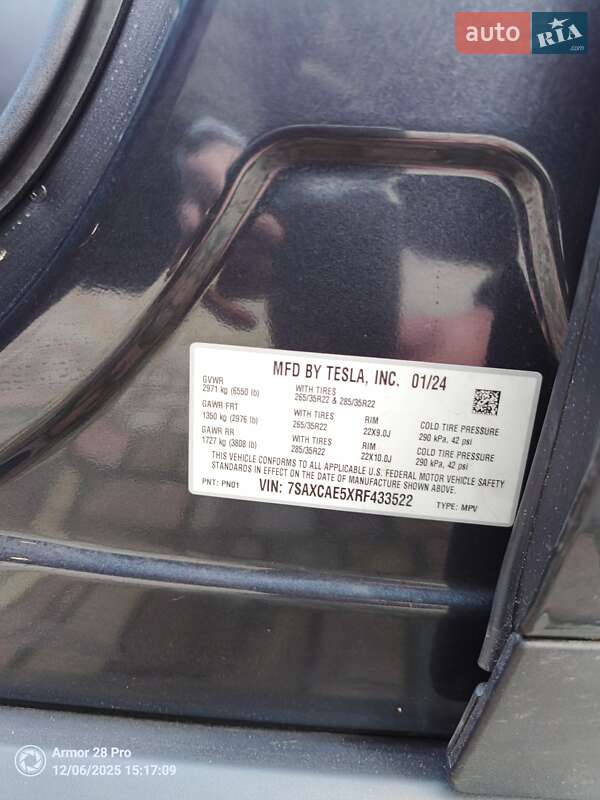 auto RIA.com
MFD BY TESLA, INC. 01/24
GVWR
2971 kg (6550 lb)
WITH TIRES
265/35R22 & 285/35R22
GAWR FRT
1350 kg (2976 lb)
WITH TIRES
265/35R22
RIM
22X9.0J
COLD TIRE PRESSURE
290 kPa, 42 psi
GAWR RR
1727 kg (3808 lb)
WITH TIRES
285/35R22
RIM
22X10.0J
COLD TIRE PRESSURE
290 kPa, 42 psi
THIS VEHICLE CONFORMS TO ALL APPLICABLE U.S. FEDERAL MOTOR VEHICLE SAFETY
STANDARDS IN EFFECT ON THE DATE OF MANUFACTURE SHOWN ABOVE.
PNT: PN01 VIN: 7SAXCAE5XRF433522 TYPE: MPV
Armor 28 Pro
12/06/2025 15:17:09